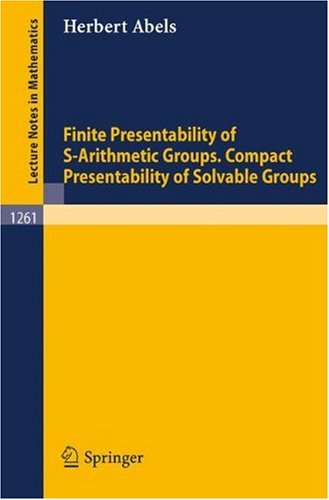 Herbert Abels
Lecture Notes in Mathematics
Finite Presentability of
S-Arithmetic Groups. Compact
Presentability of Solvable Groups
1261
Springer